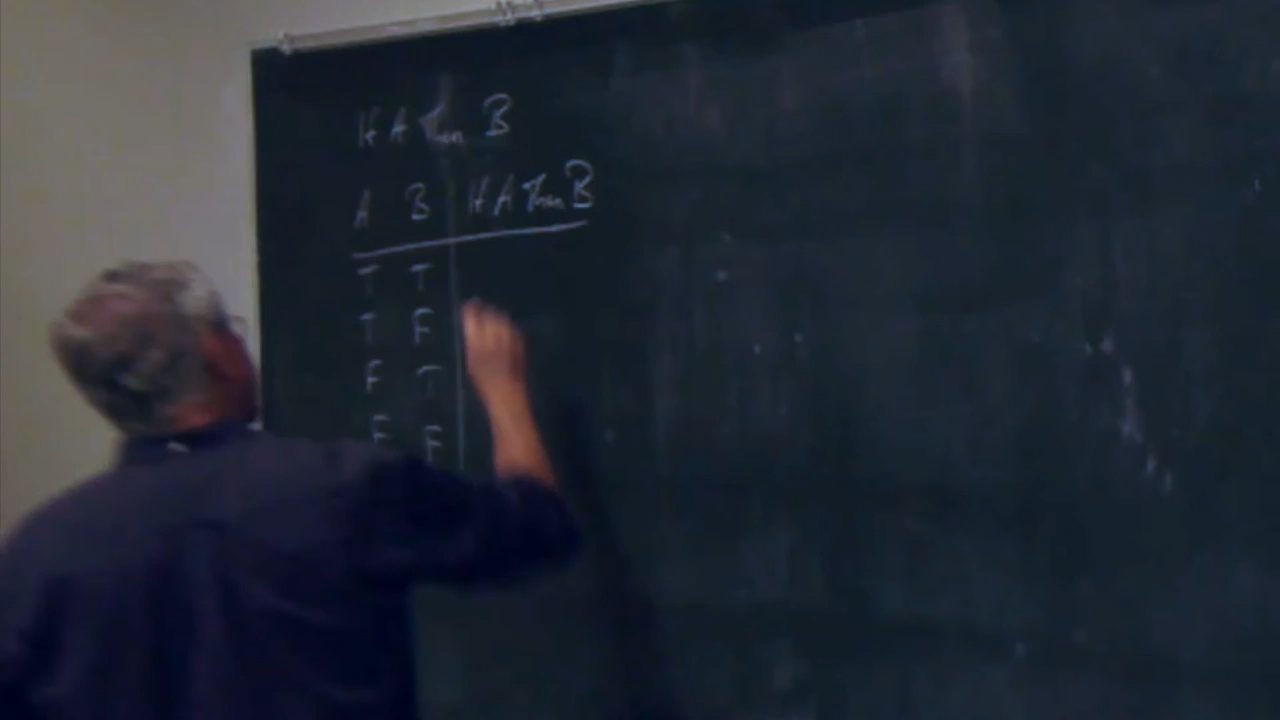 If A Then B
A B If A Then B
T T
T F
F T
F F